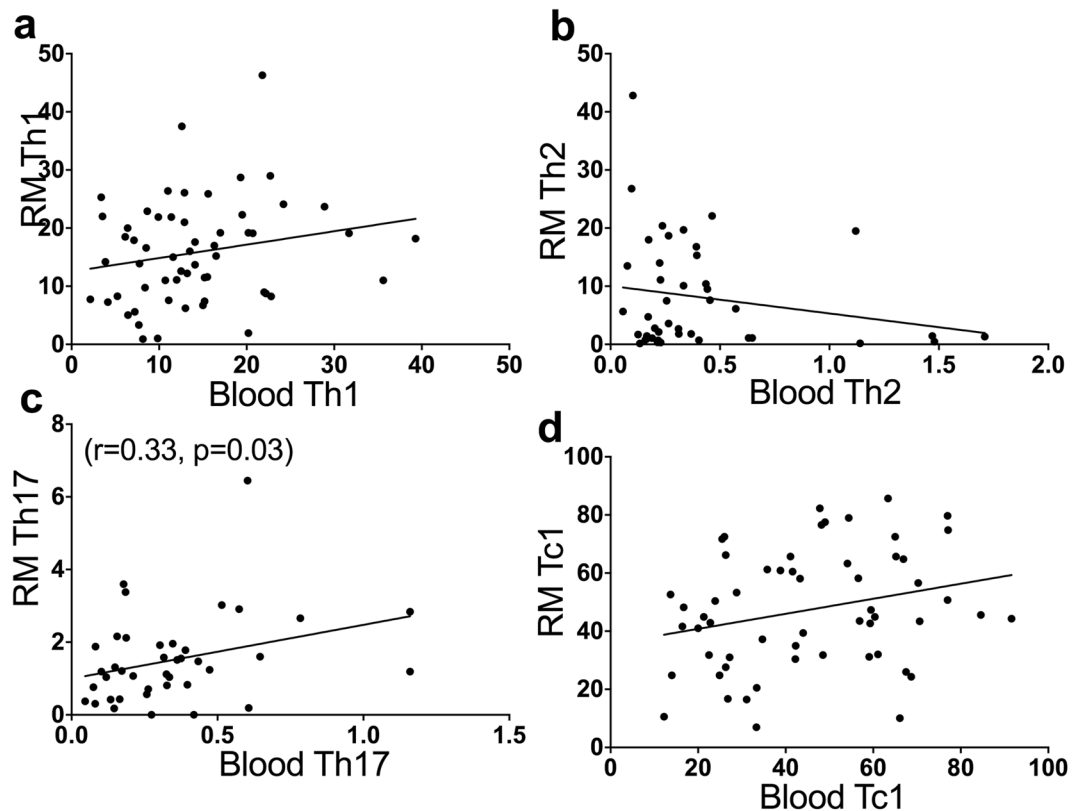 a
50
40
30
20
10
0
RM Th1
0 10 20 30 40 50
Blood Th1
b
50
40
30
20
10
0
RM Th2
0.0 0.5 1.0 1.5 2.0
Blood Th2
c
8
6
4
2
0
RM Th17
(r=0.33, p=0.03)
0.0 0.5 1.0 1.5
Blood Th17
d
100
80
60
40
20
0
RM Tc1
0 20 40 60 80 100
Blood Tc1